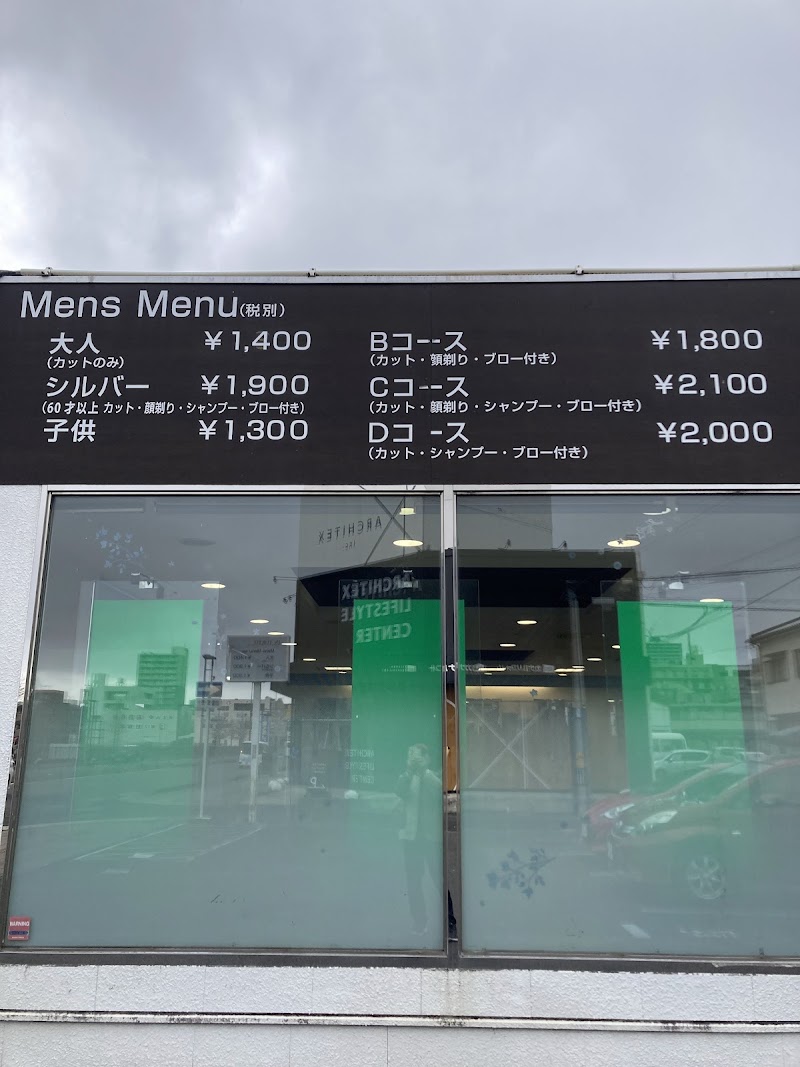 Mens Menu(税別)
大人 ￥1,400
(カットのみ)
シルバー ￥1,900
(60才以上 カット・顔剃り・シャンプー・ブロー付き)
子供 ￥1,300
Bコース ￥1,800
(カット・顔剃り・ブロー付き)
Cコース ￥2,100
(カット・顔剃り・シャンプー・ブロー付き)
Dコース ￥2,000
(カット・シャンプー・ブロー付き)
ARCHITEX
ARCHITEX
LIFESTYLE
CENTER
WARNING